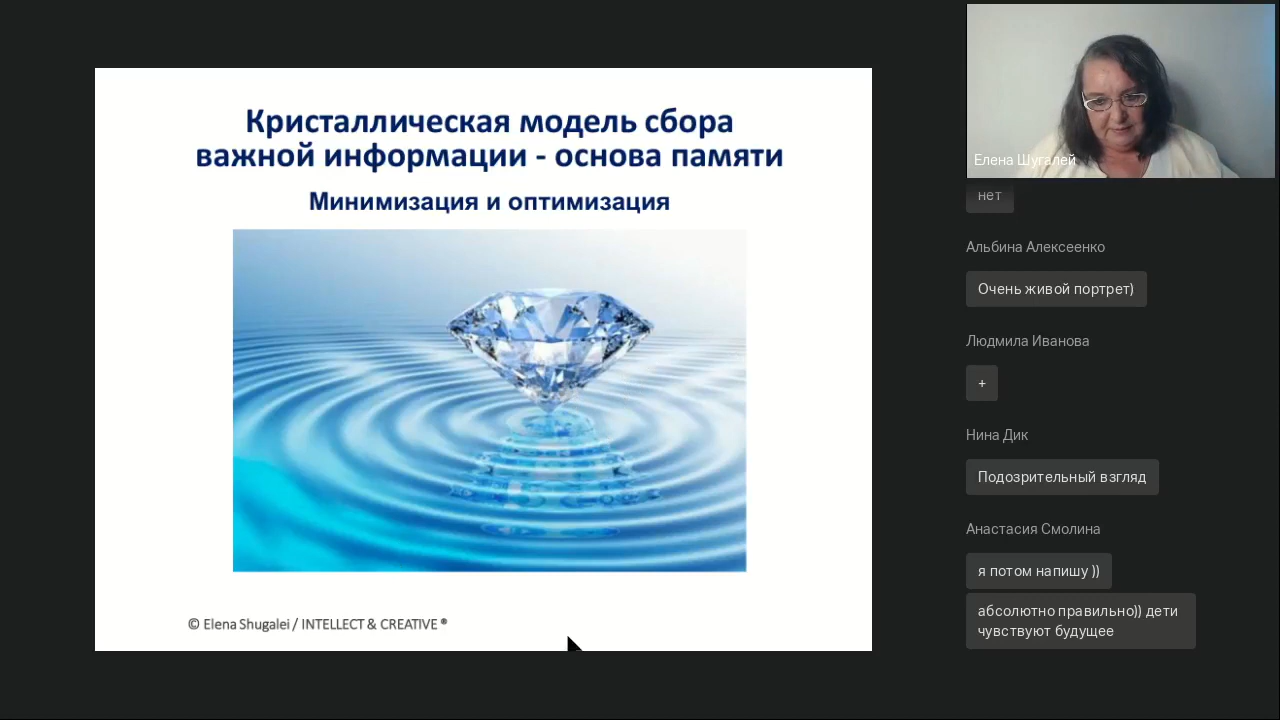 Кристаллическая модель сбора
важной информации - основа памяти
Минимизация и оптимизация
© Elena Shugalei / INTELLECT & CREATIVE ®
Елена Шугалей
нет
Альбина Алексеенко
Очень живой портрет)
Людмила Иванова
+
Нина Дик
Подозрительный взгляд
Анастасия Смолина
я потом напишу ))
абсолютно правильно)) дети
чувствуют будущее